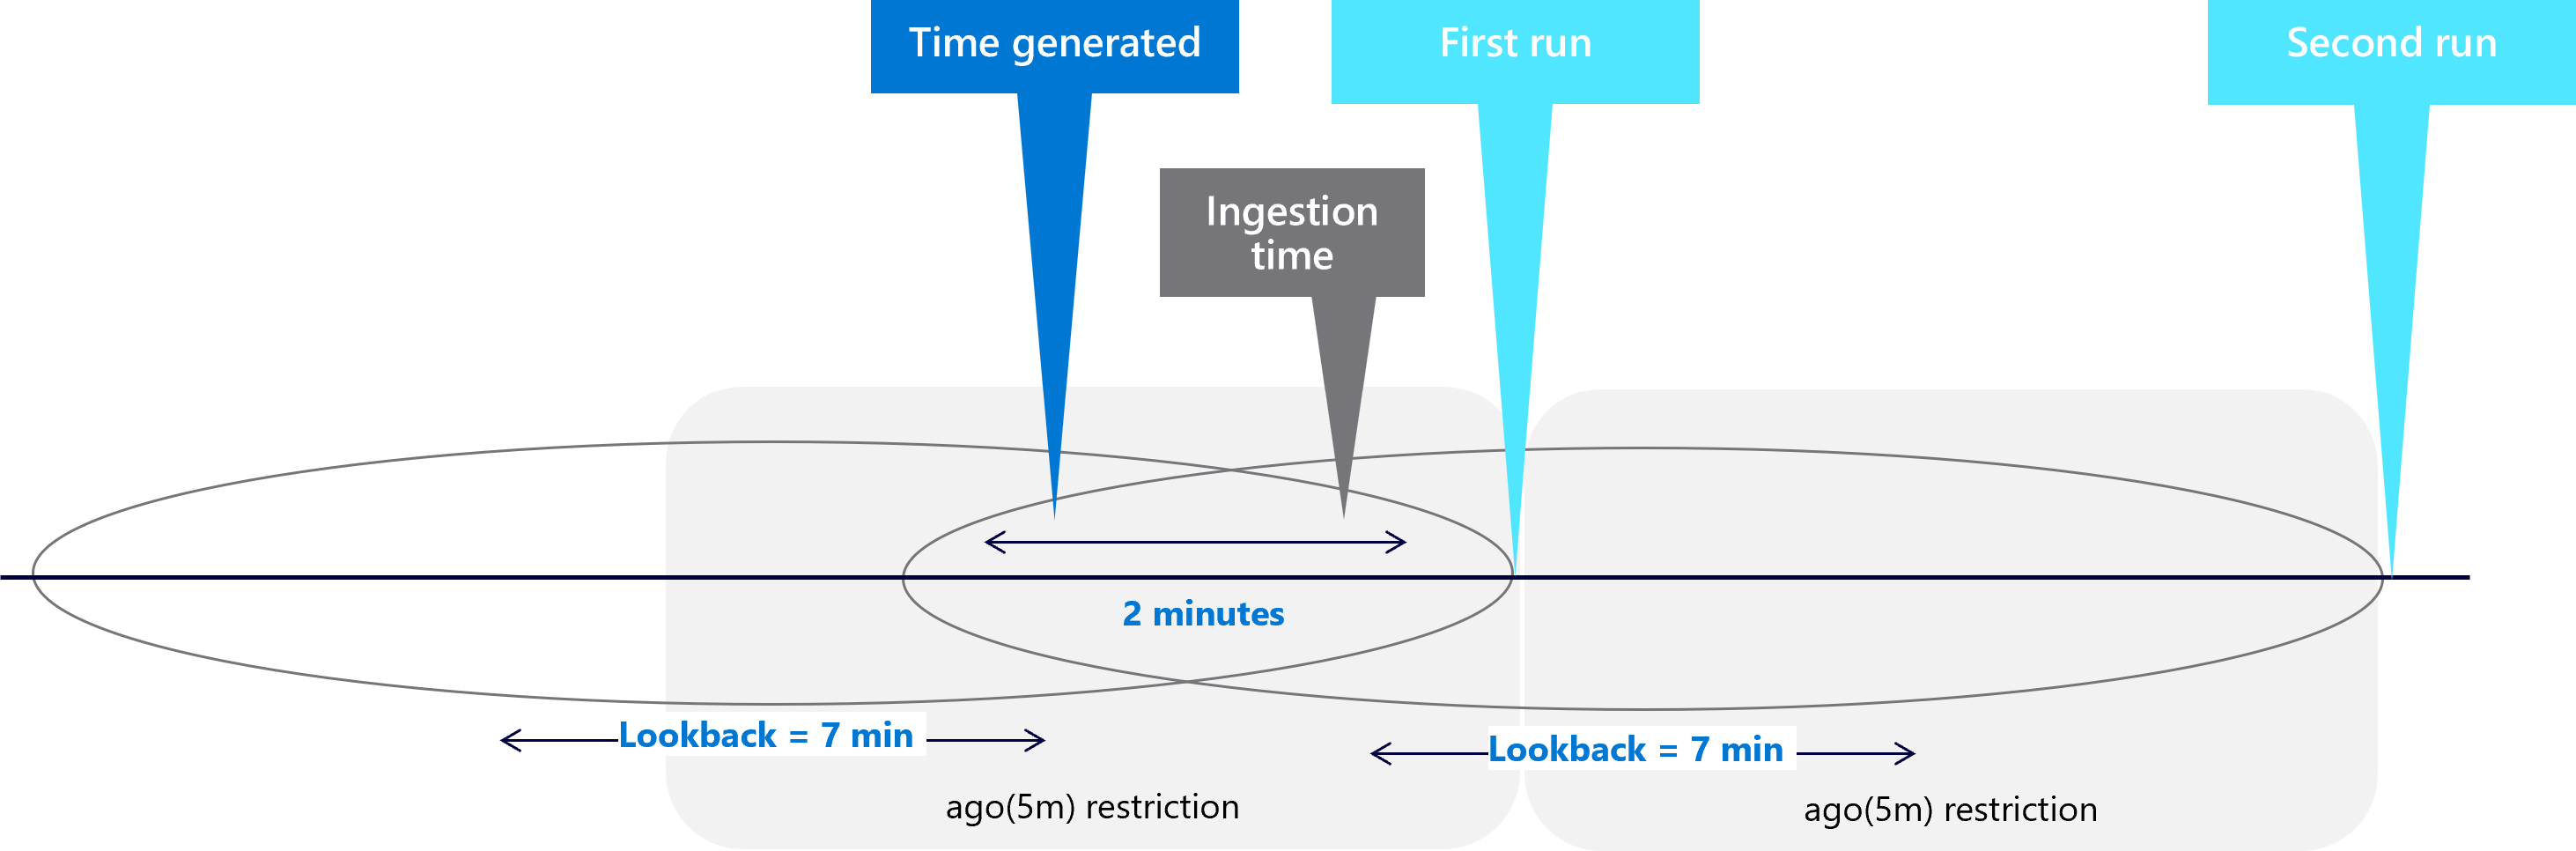 Time generated
First run
Second run
Ingestion
time
2 minutes
Lookback = 7 min
Lookback = 7 min
ago(5m) restriction
ago(5m) restriction